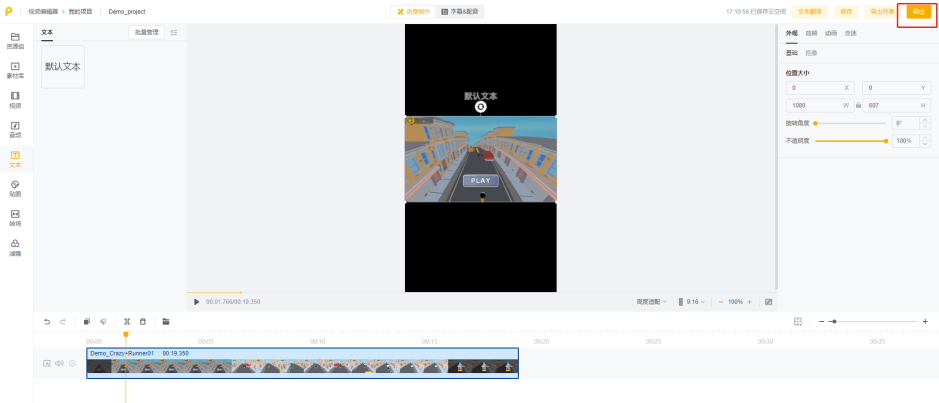 视频编辑器 > 我的项目 Demo_project
创意制作 字幕&配音
17:18:56 已保存云空间 文本翻译 保存 导出列表 导出
资源组
素材库
视频
音频
文本
贴图
转场
滤镜
文本 批量管理
默认文本
默认文本
PLAY
外观 音频 动画 变速
基础 抠像
位置大小
0 X 0 Y
1080 W 607 H
旋转角度 0°
不透明度 100%
00:01.766/00:19.350
高度适配 9:16 − 100% +
00:00 00:05 00:10 00:15 00:20 00:25 00:30 00:35
Demo_Crazy+Runner01 00:19.350